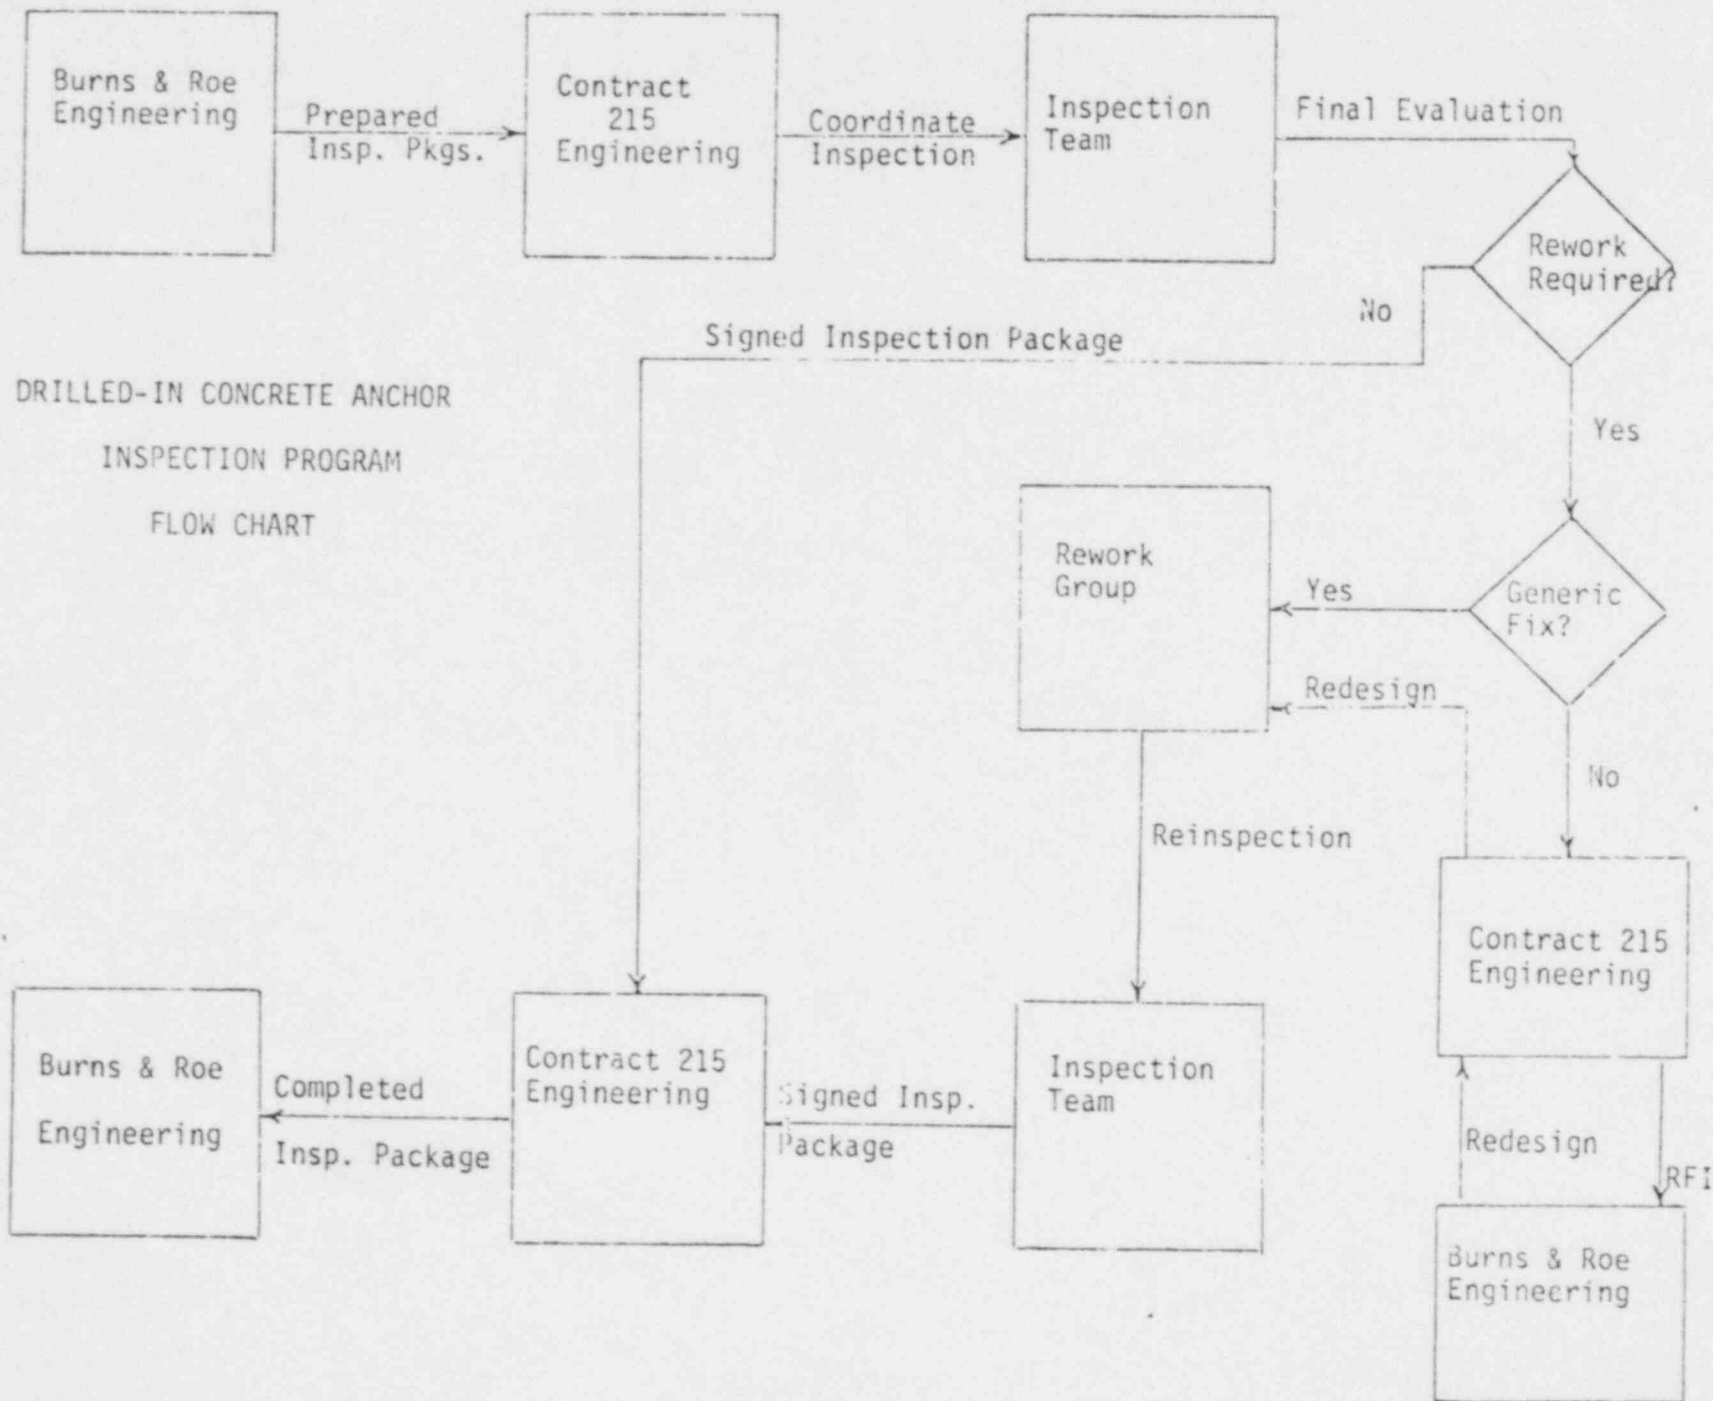 Burns & Roe
Engineering
Prepared
Insp. Pkgs.
Contract
215
Engineering
Coordinate
Inspection
Inspection
Team
Final Evaluation
Rework
Required?
No
Signed Inspection Package
Yes
DRILLED-IN CONCRETE ANCHOR
INSPECTION PROGRAM
FLOW CHART
Rework
Group
Yes
Generic
Fix?
Redesign
No
Reinspection
Contract 215
Engineering
Burns & Roe
Engineering
Completed
Insp. Package
Contract 215
Engineering
Signed Insp.
Package
Inspection
Team
Redesign
RFI
Burns & Roe
Engineering